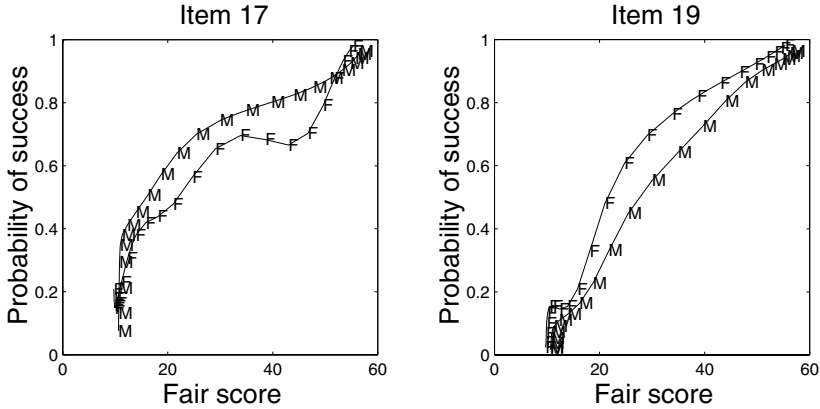 Item 17
1
0.8
0.6
0.4
0.2
0
Probability of success
0 20 40 60
Fair score
M M M M M M M M M M M M M M M M M M M M M M
F F F F F F F F F F F F F F F F F F F F
Item 19
1
0.8
0.6
0.4
0.2
0
Probability of success
0 20 40 60
Fair score
F F F F F F F F F F F F F F F F F F F F
M M M M M M M M M M M M M M M M M M M M